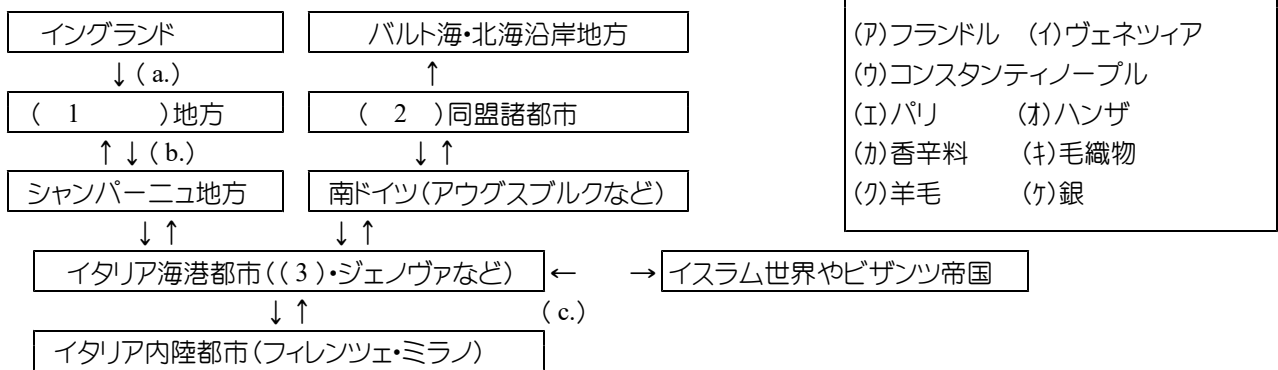 イングランド
バルト海・北海沿岸地方
↓ ( a.)
↑
( 1 )地方
( 2 )同盟諸都市
↑ ↓ ( b.)
↓ ↑
シャンパーニュ地方
南ドイツ(アウグスブルクなど)
↓ ↑
↓ ↑
イタリア海港都市(( 3 )・ジェノヴァなど)
← →
イスラム世界やビザンツ帝国
↓ ↑
( c.)
イタリア内陸都市(フィレンツェ・ミラノ)
(ア)フランドル (イ)ヴェネツィア
(ウ)コンスタンティノープル
(エ)パリ (オ)ハンザ
(カ)香辛料 (キ)毛織物
(ク)羊毛 (ケ)銀